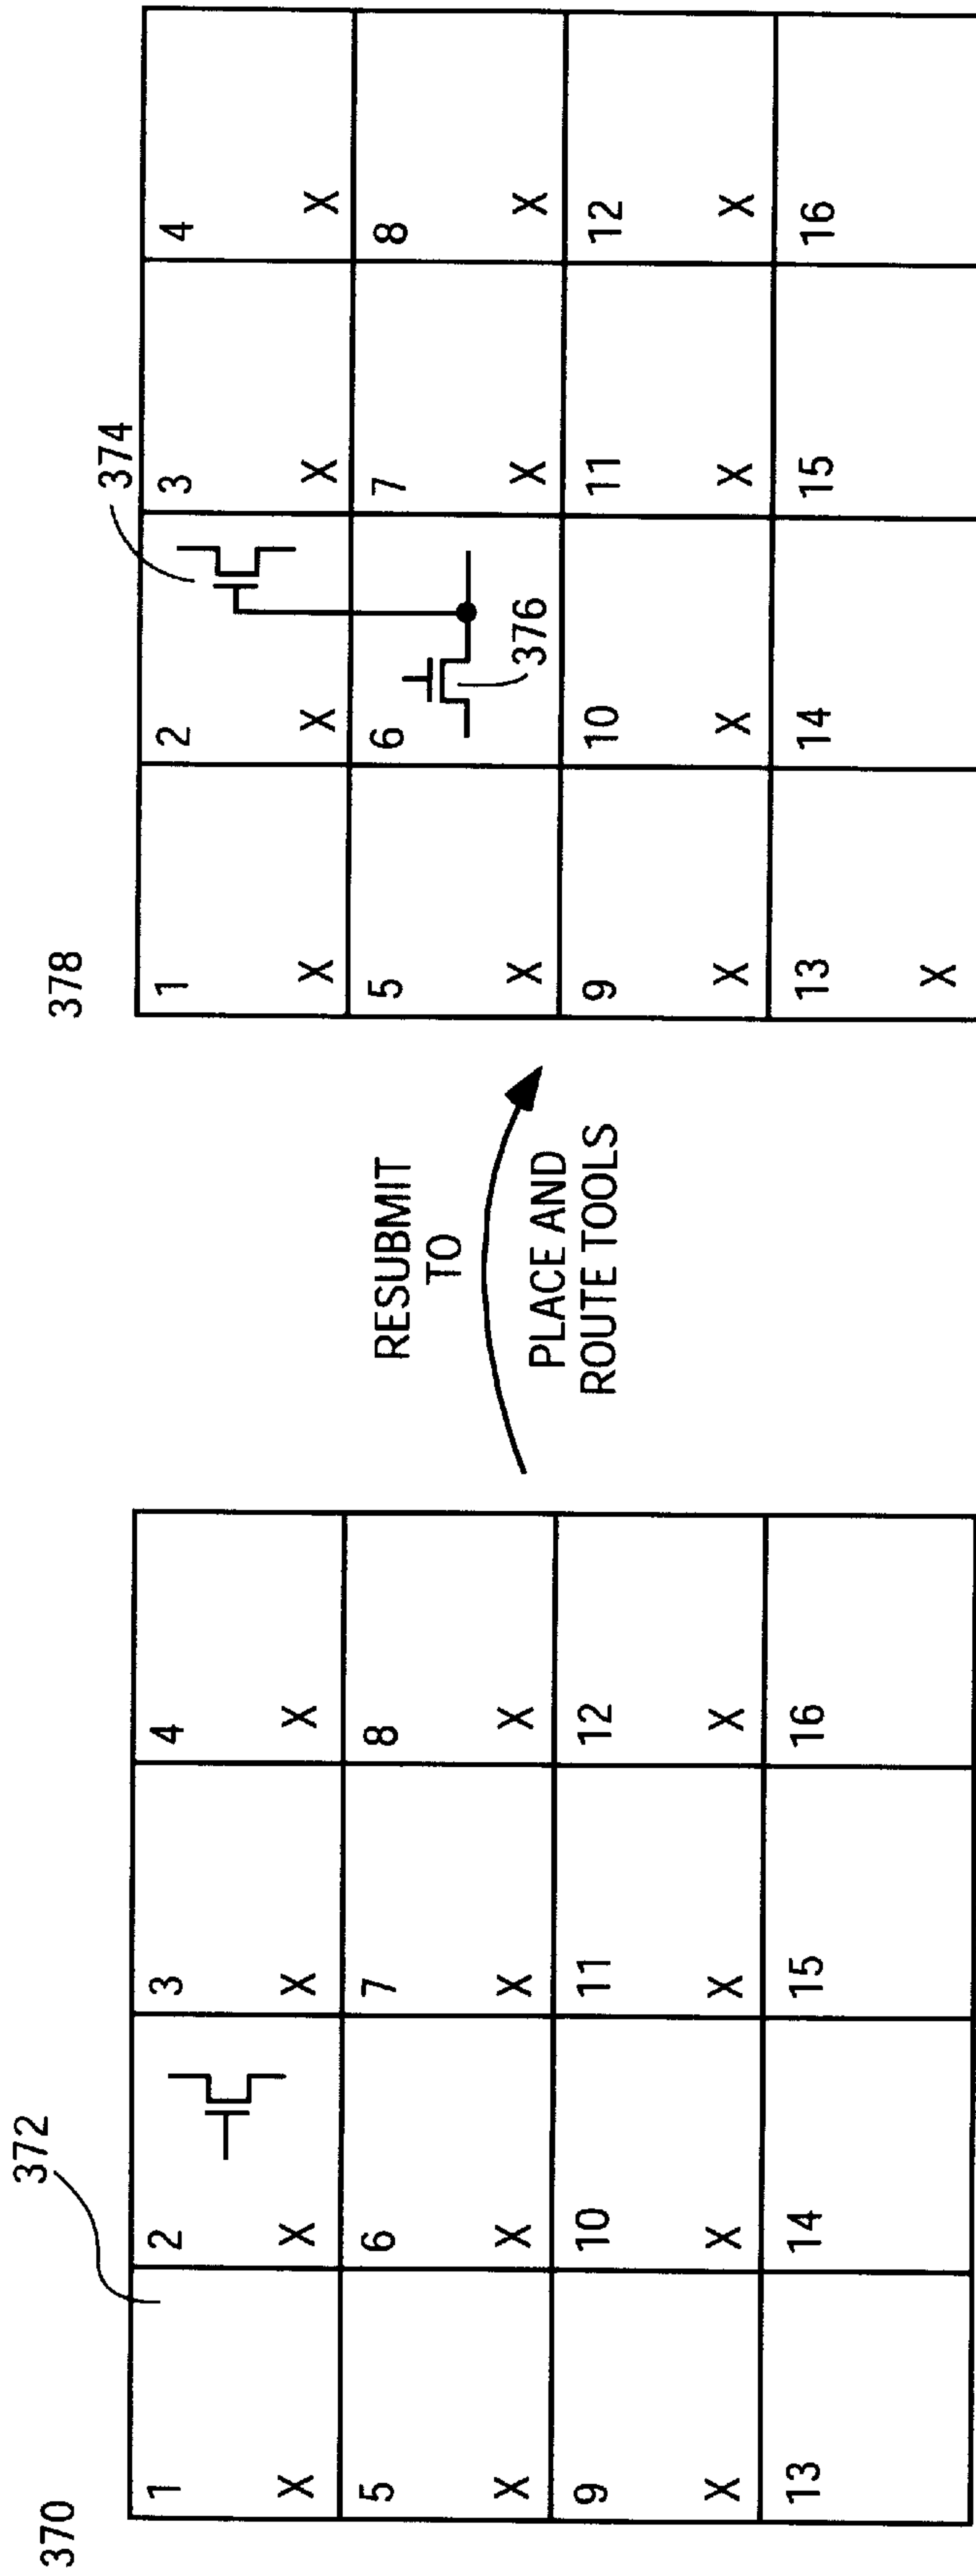 370
372
1 2 3 4
X X X X
5 6 7 8
X X X X
9 10 11 12
X X X X
13 14 15 16
RESUBMIT
TO
PLACE AND
ROUTE TOOLS
378
374
1 2 3 4
X X X X
5 6 7 8
376
X X X
9 10 11 12
X X X X
13 14 15 16
X